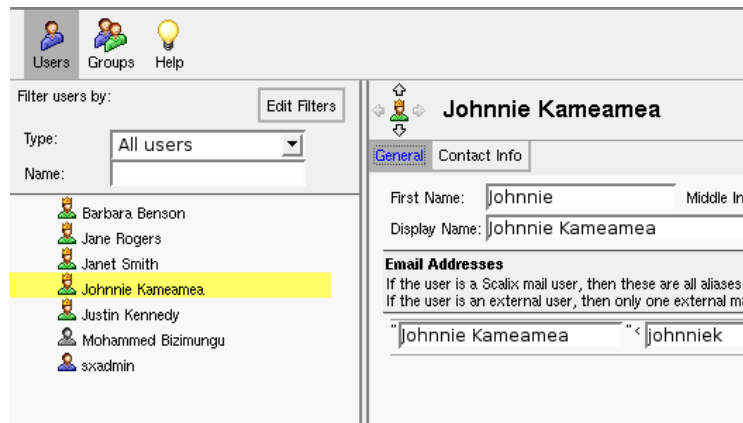 Users Groups Help
Filter users by:
Edit Filters
Type: All users
Name:
Barbara Benson
Jane Rogers
Janet Smith
Johnnie Kameamea
Justin Kennedy
Mohammed Bizimungu
sxadmin
Johnnie Kameamea
General Contact Info
First Name: Johnnie Middle In
Display Name: Johnnie Kameamea
Email Addresses
If the user is a Scalix mail user, then these are all aliases
If the user is an external user, then only one external ma
"Johnnie Kameamea "< johnniek